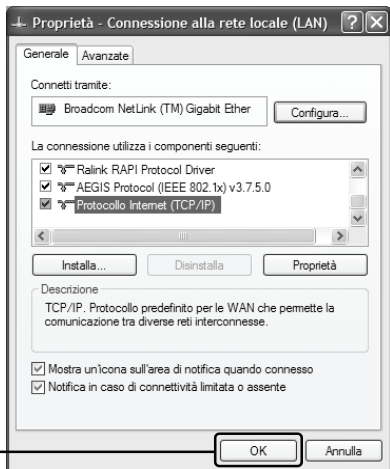 Proprietà - Connessione alla rete locale (LAN)
Generale
Avanzate
Connetti tramite:
Broadcom NetLink (TM) Gigabit Ether
Configura...
La connessione utilizza i componenti seguenti:
Ralink RAPI Protocol Driver
AEGIS Protocol (IEEE 802.1x) v3.7.5.0
Protocollo Internet (TCP/IP)
Installa...
Disinstalla
Proprietà
Descrizione
TCP/IP. Protocollo predefinito per le WAN che permette la
comunicazione tra diverse reti interconnesse.
Mostra un'icona sull'area di notifica quando connesso
Notifica in caso di connettività limitata o assente
OK
Annulla